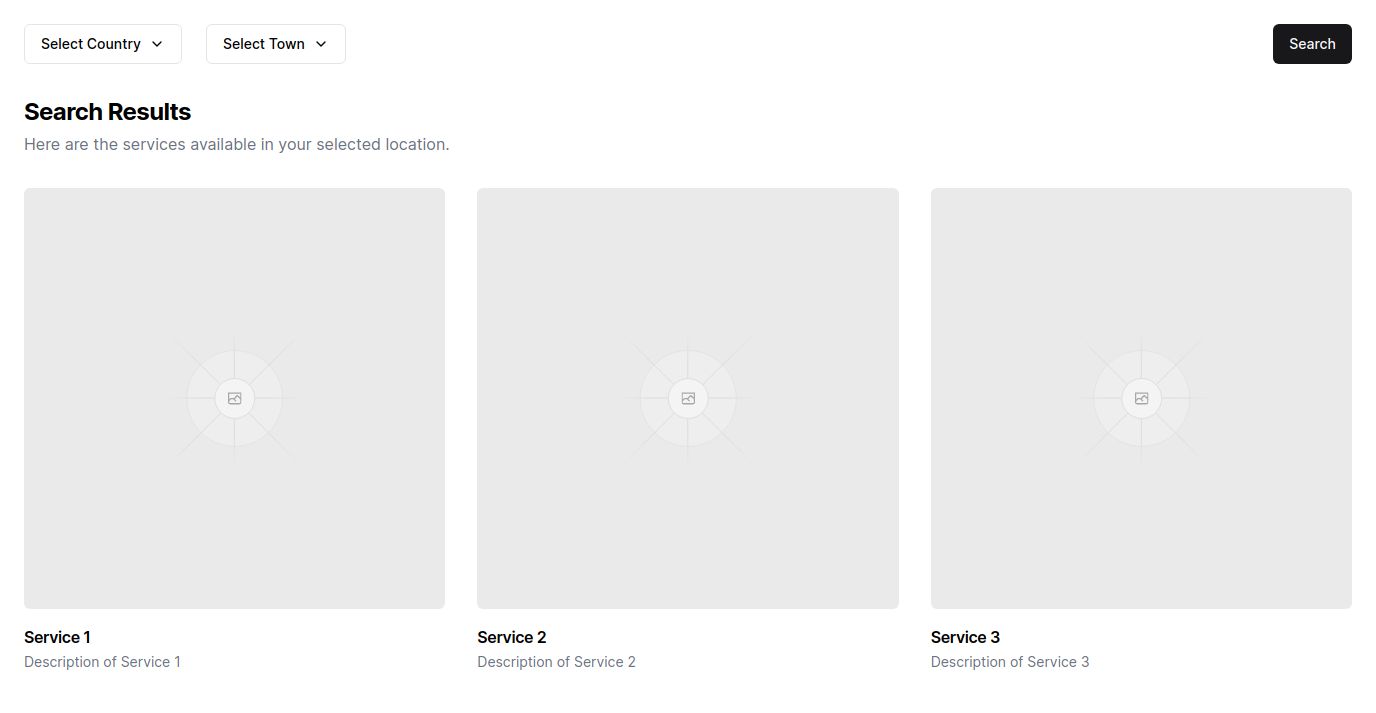 Select Country
Select Town
Search
Search Results
Here are the services available in your selected location.
Service 1
Description of Service 1
Service 2
Description of Service 2
Service 3
Description of Service 3